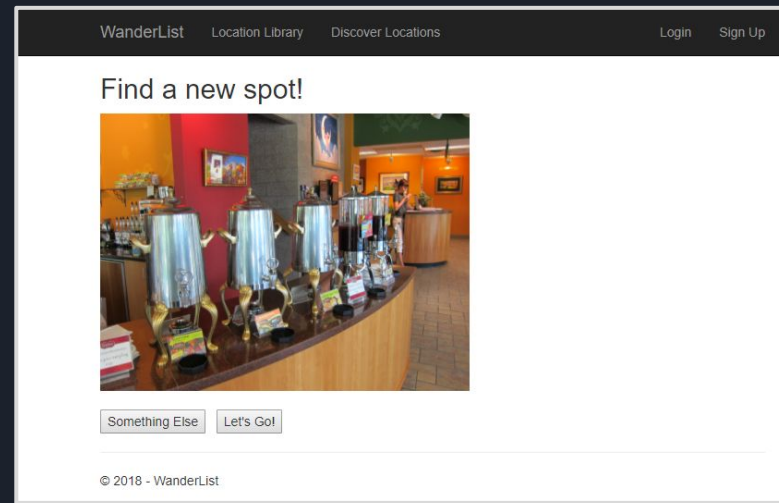 WanderList Location Library Discover Locations Login Sign Up
Find a new spot!
Something Else Let's Go!
© 2018 - WanderList